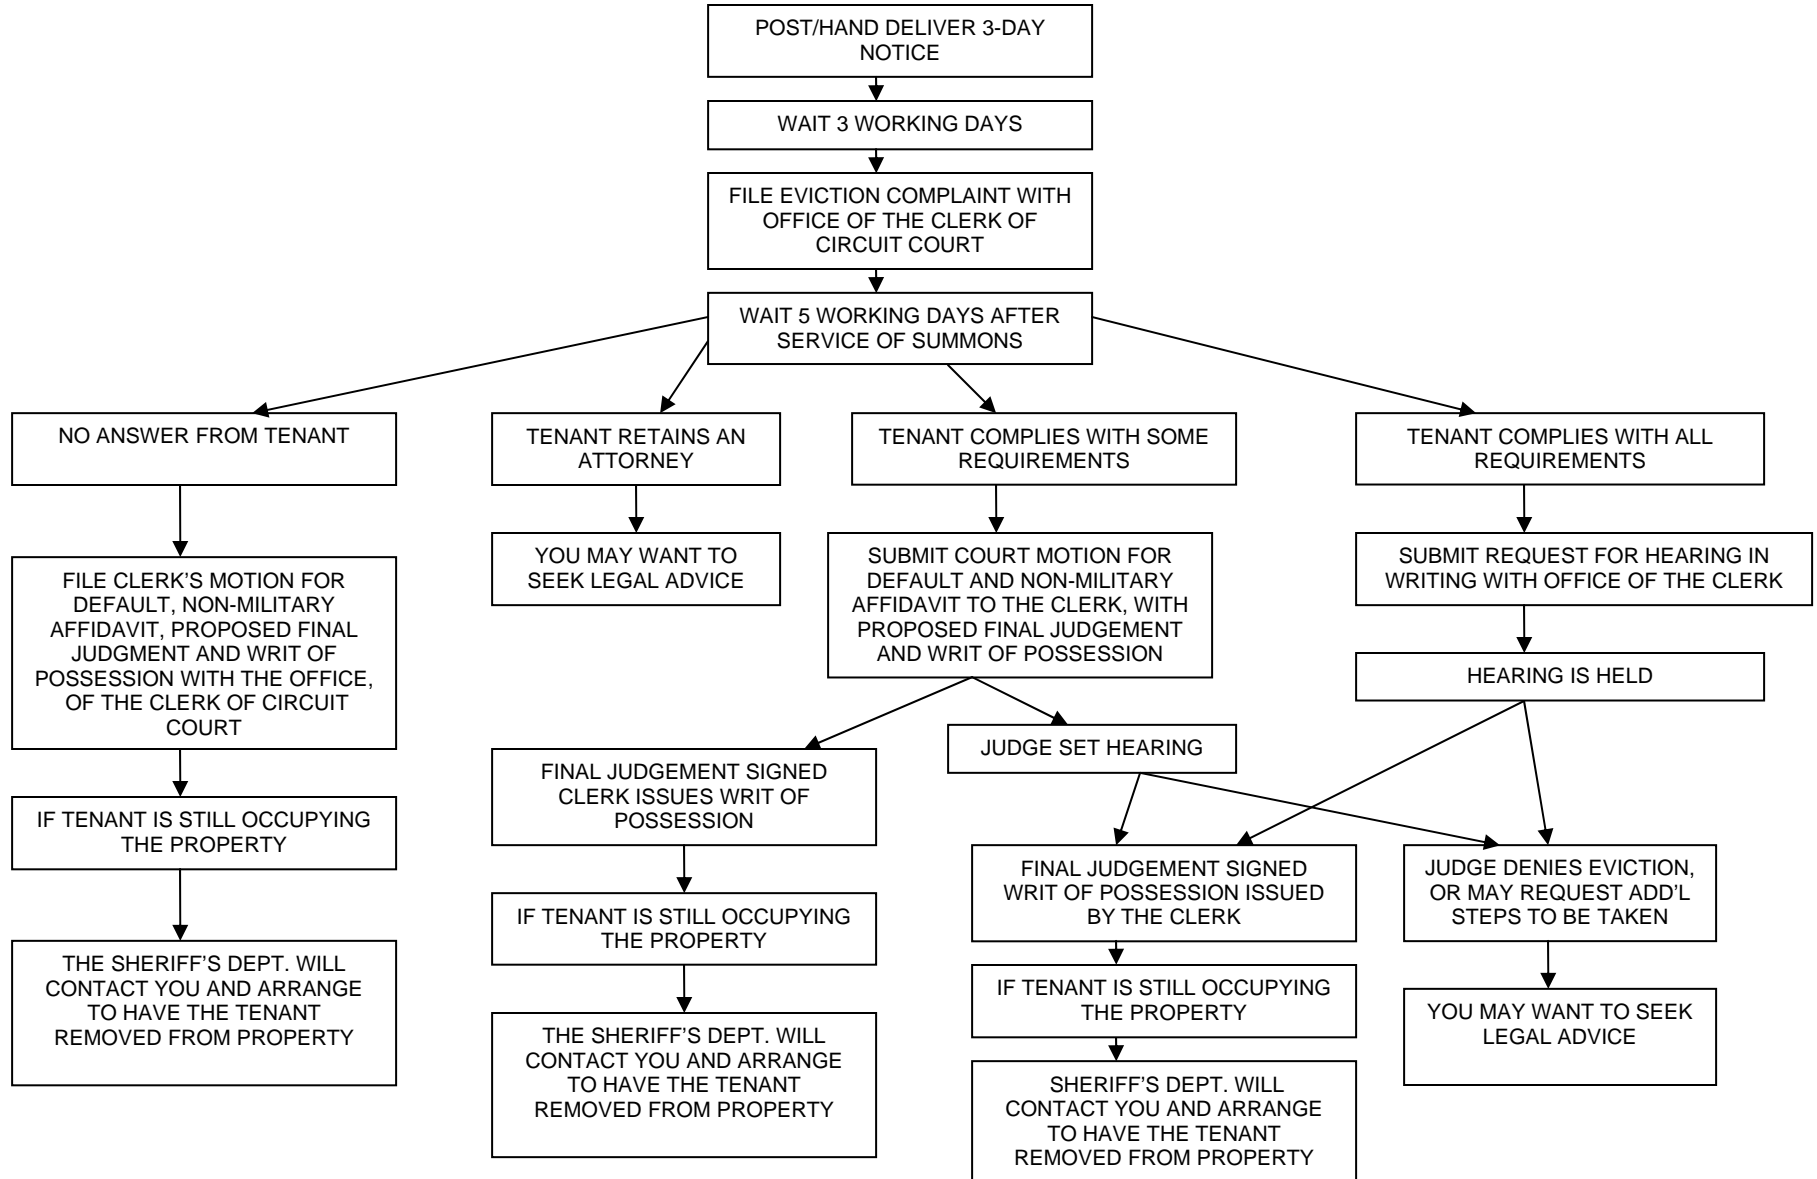 POST/HAND DELIVER 3-DAY
NOTICE
WAIT 3 WORKING DAYS
FILE EVICTION COMPLAINT WITH
OFFICE OF THE CLERK OF
CIRCUIT COURT
WAIT 5 WORKING DAYS AFTER
SERVICE OF SUMMONS
NO ANSWER FROM TENANT
TENANT RETAINS AN
ATTORNEY
TENANT COMPLIES WITH SOME
REQUIREMENTS
TENANT COMPLIES WITH ALL
REQUIREMENTS
FILE CLERK'S MOTION FOR
DEFAULT, NON-MILITARY
AFFIDAVIT, PROPOSED FINAL
JUDGMENT AND WRIT OF
POSSESSION WITH THE OFFICE,
OF THE CLERK OF CIRCUIT
COURT
YOU MAY WANT TO
SEEK LEGAL ADVICE
SUBMIT COURT MOTION FOR
DEFAULT AND NON-MILITARY
AFFIDAVIT TO THE CLERK, WITH
PROPOSED FINAL JUDGEMENT
AND WRIT OF POSSESSION
SUBMIT REQUEST FOR HEARING IN
WRITING WITH OFFICE OF THE CLERK
HEARING IS HELD
JUDGE SET HEARING
FINAL JUDGEMENT SIGNED
CLERK ISSUES WRIT OF
POSSESSION
IF TENANT IS STILL OCCUPYING
THE PROPERTY
FINAL JUDGEMENT SIGNED
WRIT OF POSSESSION ISSUED
BY THE CLERK
JUDGE DENIES EVICTION,
OR MAY REQUEST ADD'L
STEPS TO BE TAKEN
IF TENANT IS STILL OCCUPYING
THE PROPERTY
THE SHERIFF'S DEPT. WILL
CONTACT YOU AND ARRANGE
TO HAVE THE TENANT
REMOVED FROM PROPERTY
IF TENANT IS STILL OCCUPYING
THE PROPERTY
YOU MAY WANT TO SEEK
LEGAL ADVICE
THE SHERIFF'S DEPT. WILL
CONTACT YOU AND ARRANGE
TO HAVE THE TENANT
REMOVED FROM PROPERTY
SHERIFF'S DEPT. WILL
CONTACT YOU AND ARRANGE
TO HAVE THE TENANT
REMOVED FROM PROPERTY